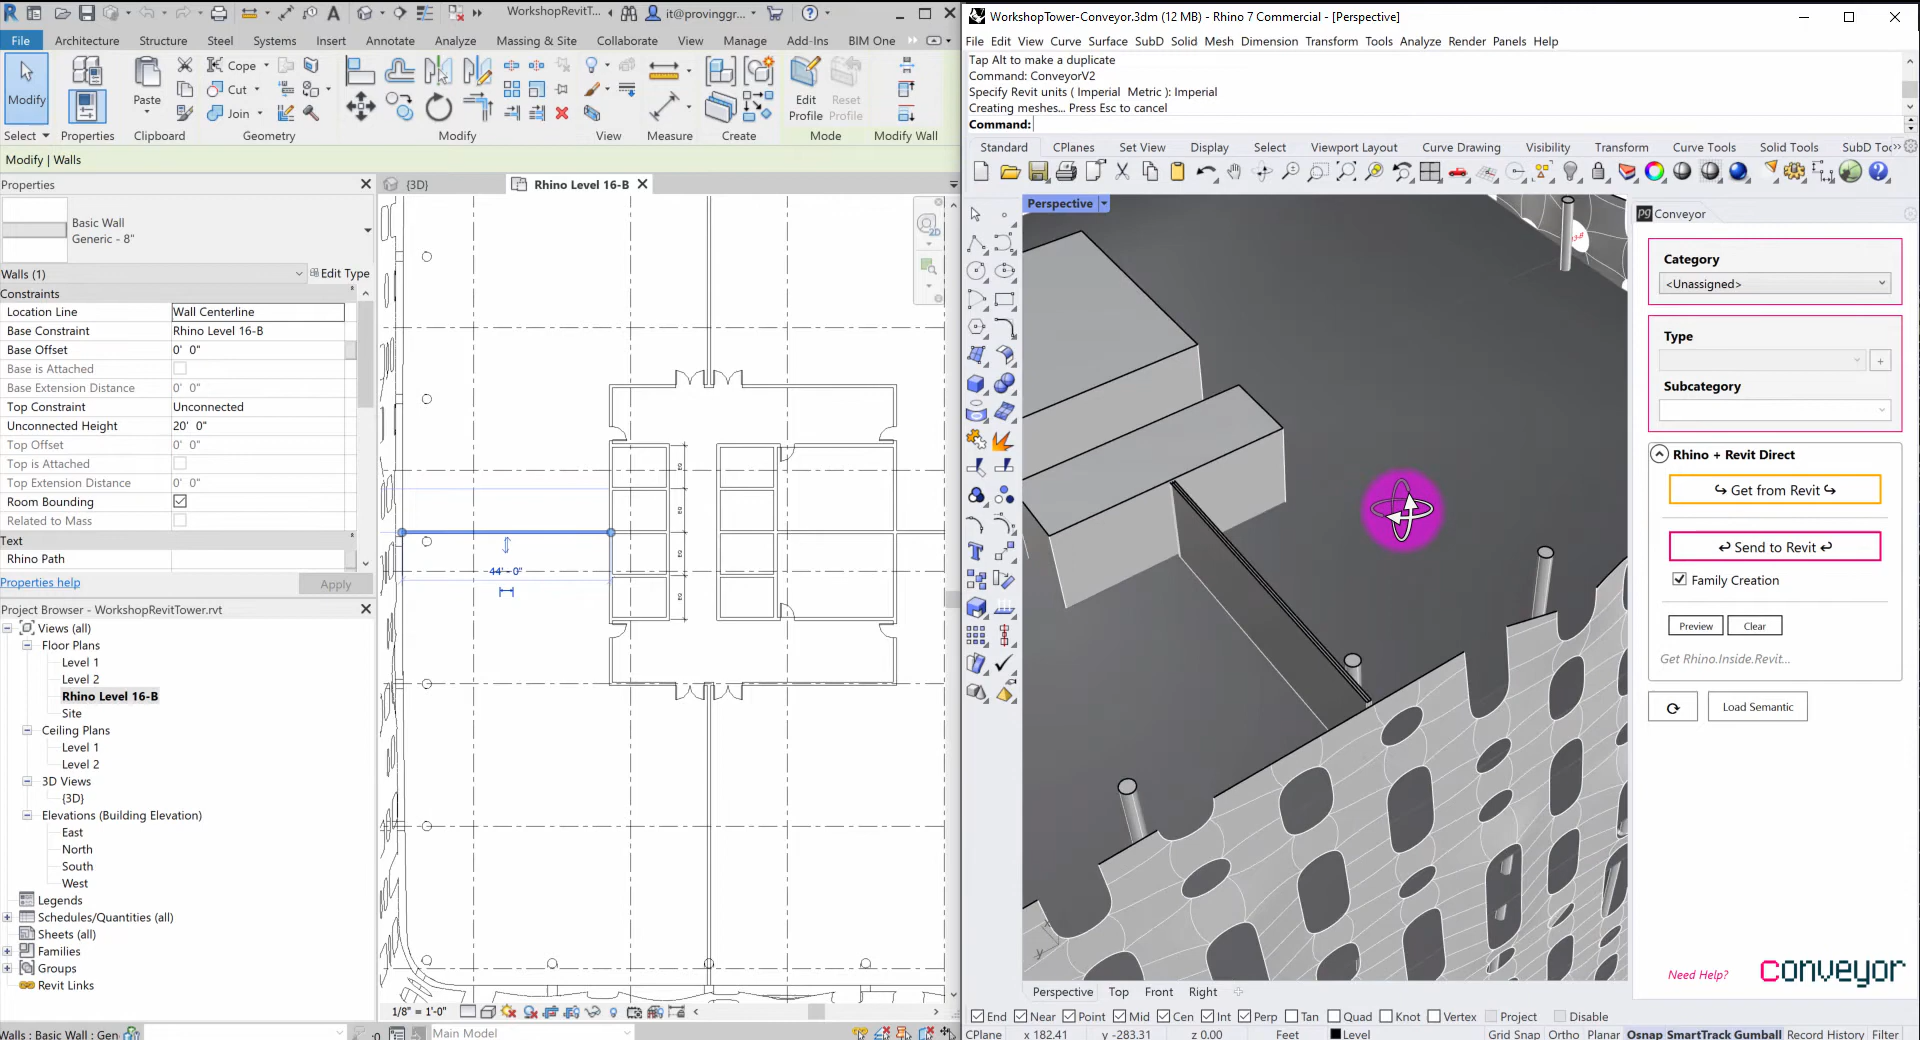 WorkshopRevitT...
it@provinggr...
File
Architecture
Structure
Steel
Systems
Insert
Annotate
Analyze
Massing & Site
Collaborate
View
Manage
Add-Ins
BIM One
Modify
Paste
Cope
Cut
Join
Edit
Profile
Reset
Profile
Select
Properties
Clipboard
Geometry
Modify
View
Measure
Create
Mode
Modify Wall
Modify | Walls
Properties
Basic Wall
Generic - 8"
Walls (1)
Edit Type
Constraints
Location Line
Wall Centerline
Base Constraint
Rhino Level 16-B
Base Offset
0' 0"
Base is Attached
Base Extension Distance
0' 0"
Top Constraint
Unconnected
Unconnected Height
20' 0"
Top Offset
0' 0"
Top is Attached
Top Extension Distance
0' 0"
Room Bounding
Related to Mass
Text
Rhino Path
Properties help
Apply
Project Browser - WorkshopRevitTower.rvt
Views (all)
Floor Plans
Level 1
Level 2
Rhino Level 16-B
Site
Ceiling Plans
Level 1
Level 2
3D Views
{3D}
Elevations (Building Elevation)
East
North
South
West
Legends
Schedules/Quantities (all)
Sheets (all)
Families
Groups
Revit Links
Walls : Basic Wall : Gen
{3D}
Rhino Level 16-B
2D
44' - 0"
1/8" = 1'-0"
:0
Main Model
WorkshopTower-Conveyor.3dm (12 MB) - Rhino 7 Commercial - [Perspective]
File Edit View Curve Surface SubD Solid Mesh Dimension Transform Tools Analyze Render Panels Help
Tap Alt to make a duplicate
Command: ConveyorV2
Specify Revit units ( Imperial Metric ): Imperial
Creating meshes... Press Esc to cancel
Command:
Standard
CPlanes
Set View
Display
Select
Viewport Layout
Curve Drawing
Visibility
Transform
Curve Tools
Solid Tools
SubD Toc
Perspective
pg Conveyor
Category
<Unassigned>
Type
+
Subcategory
Rhino + Revit Direct
Get from Revit
Send to Revit
Family Creation
Preview
Clear
Get Rhino.Inside.Revit...
Load Semantic
Need Help?
conveyor
y
Perspective
Top
Front
Right
End
Near
Point
Mid
Cen
Int
Perp
Tan
Quad
Knot
Vertex
Project
Disable
CPlane
x 182.41
y -283.31
z 0.00
Feet
Level
Grid Snap
Ortho
Planar
Osnap
SmartTrack
Gumball
Record History
Filter